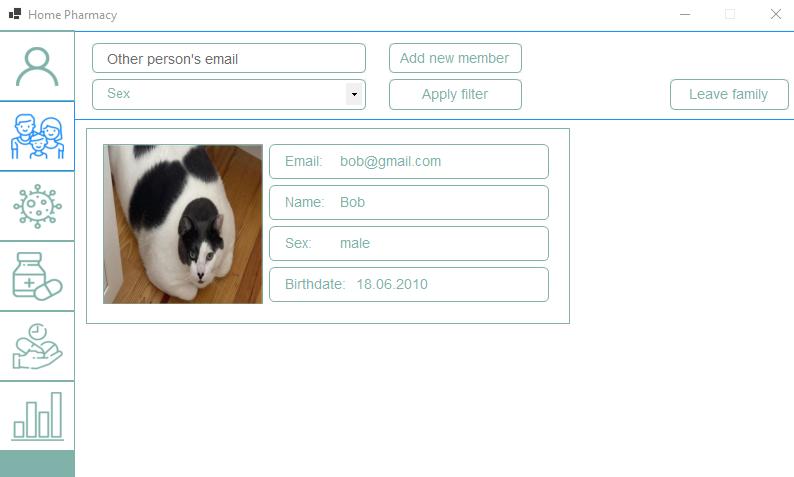 Home Pharmacy
Other person's email
Add new member
Sex
Apply filter
Leave family
Email: bob@gmail.com
Name: Bob
Sex: male
Birthdate: 18.06.2010